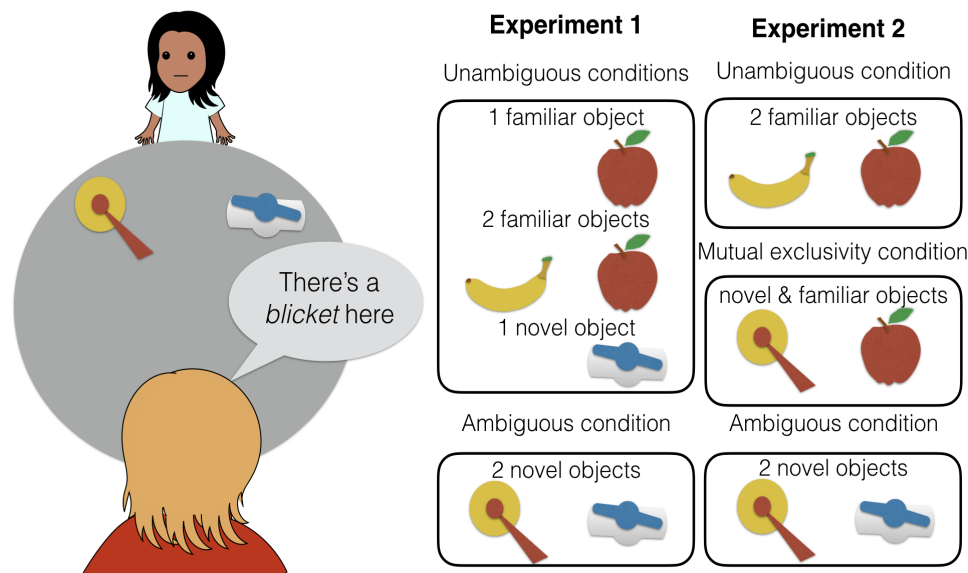 There's a
blicket here
Experiment 1
Unambiguous conditions
1 familiar object
2 familiar objects
1 novel object
Ambiguous condition
2 novel objects
Experiment 2
Unambiguous condition
2 familiar objects
Mutual exclusivity condition
novel & familiar objects
Ambiguous condition
2 novel objects